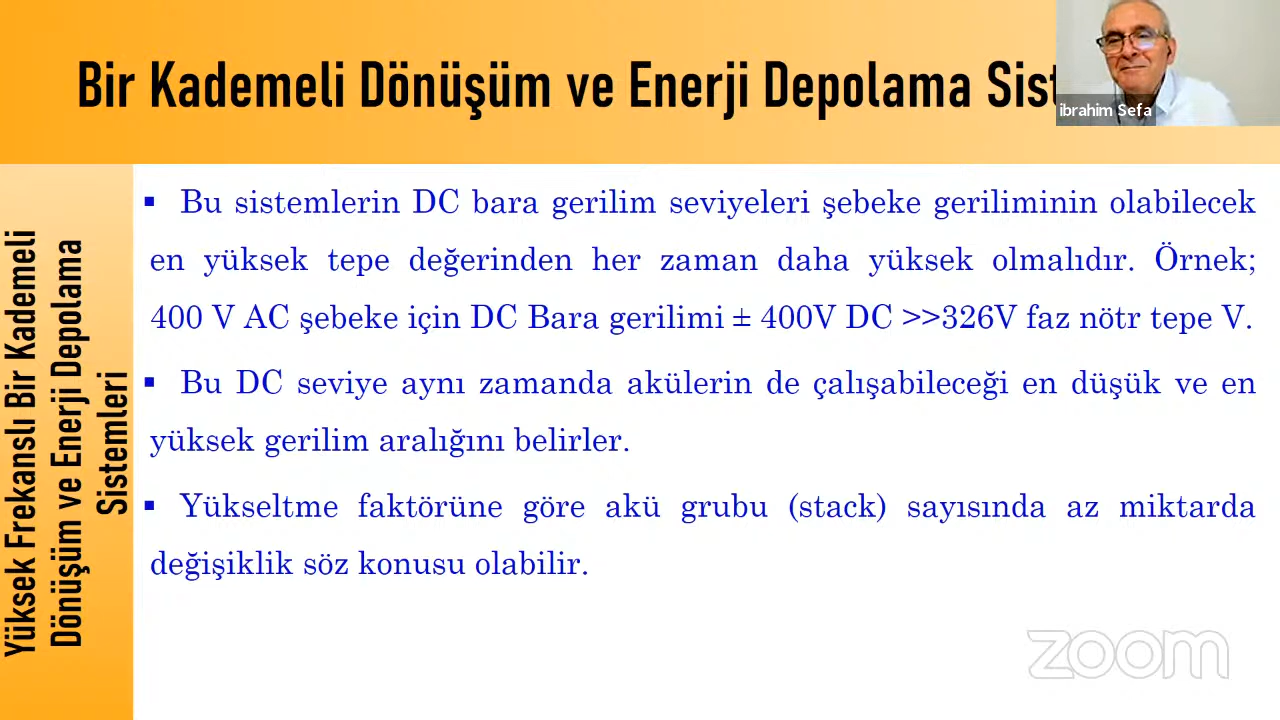 Bir Kademeli Dönüşüm ve Enerji Depolama Sist
ibrahim Sefa
Yüksek Frekanslı Bir Kademeli
Dönüşüm ve Enerji Depolama
Sistemleri
▪ Bu sistemlerin DC bara gerilim seviyeleri şebeke geriliminin olabilecek
en yüksek tepe değerinden her zaman daha yüksek olmalıdır. Örnek;
400 V AC şebeke için DC Bara gerilimi ± 400V DC >>326V faz nötr tepe V.
▪ Bu DC seviye aynı zamanda akülerin de çalışabileceği en düşük ve en
yüksek gerilim aralığını belirler.
▪ Yükseltme faktörüne göre akü grubu (stack) sayısında az miktarda
değişiklik söz konusu olabilir.
zoom